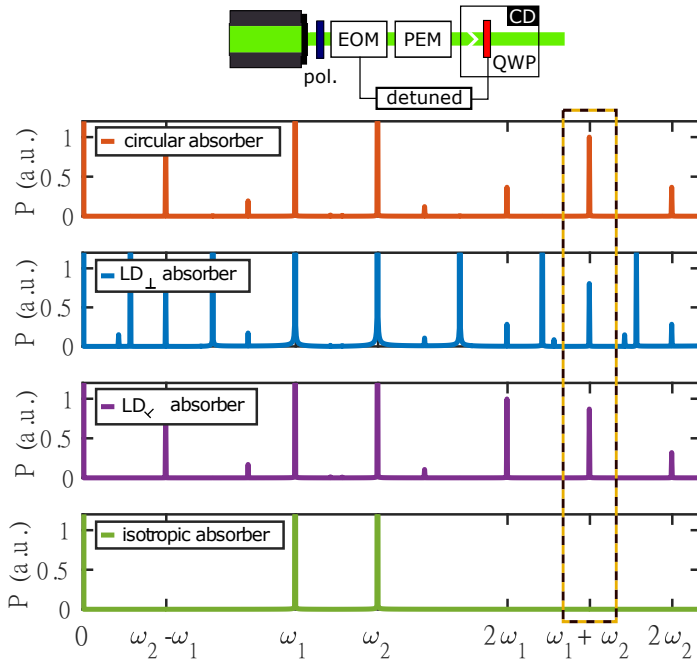 CD
EOM PEM
QWP
pol.
detuned
P (a.u.)
1
0.5
0
circular absorber
P (a.u.)
1
0.5
0
LD⊥ absorber
P (a.u.)
1
0.5
0
LD absorber
P (a.u.)
1
0.5
0
isotropic absorber
0 ω₂-ω₁ ω₁ ω₂ 2ω₁ ω₁ + ω₂ 2ω₂